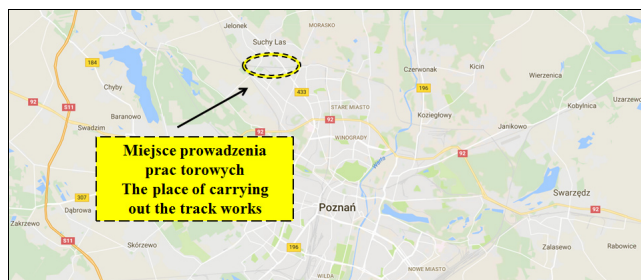 Jelonek
MORASKO
Suchy Las
184
Chyby
Czerwonak
Kicin
Wierzenica
433
196
92
S11
Baranowo
STARE MIASTO
Koziegłowy
Kobylnica
Uzarzewo
Swadzim
92
92
WINOGRADY
Janikowo
92
Miejsce prowadzenia
prac torowych
The place of carrying
out the track works
Warta
307
Dąbrowa
Poznań
Swarzędz
92
Zakrzewo
S11
Skórzewo
196
NOWE MIASTO
Zalasewo
Rabowice
WILDA